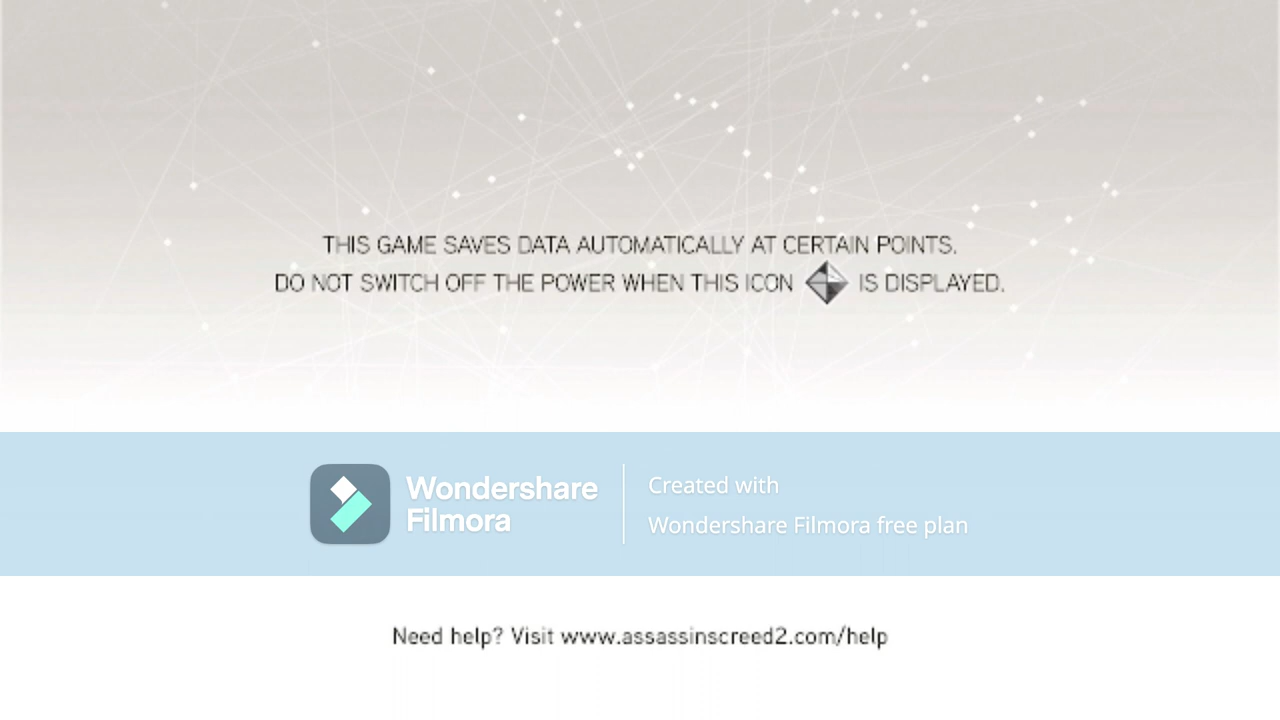 THIS GAME SAVES DATA AUTOMATICALLY AT CERTAIN POINTS.
DO NOT SWITCH OFF THE POWER WHEN THIS ICON IS DISPLAYED.
Wondershare
Filmora
Created with
Wondershare Filmora free plan
Need help? Visit www.assassinscreed2.com/help